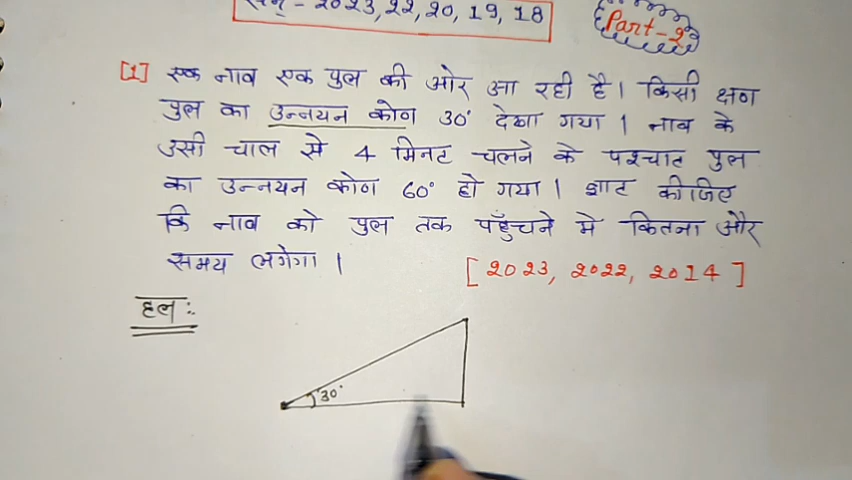 सन् - 2023, 22, 20, 19, 18
Part-2
[1] एक नाव एक पुल की ओर आ रही है। किसी क्षण
पुल का उन्नयन कोण 30° देखा गया। नाव के
उसी चाल से 4 मिनट चलने के पश्चात पुल
का उन्नयन कोण 60° हो गया। ज्ञात कीजिए
कि नाव को पुल तक पहुँचने मे कितना और
समय लगेगा।
[2023, 2022, 2014]
हल :-
30°